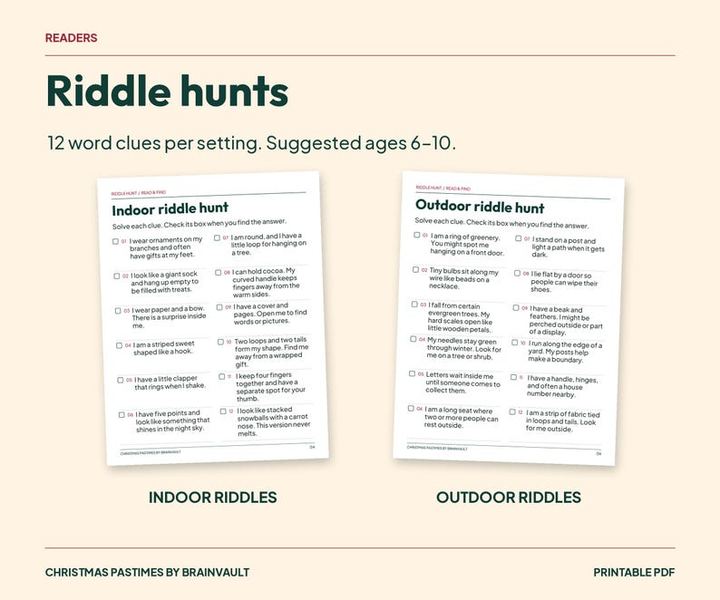 READERS
Riddle hunts
12 word clues per setting. Suggested ages 6–10.
RIDDLE HUNT / READ & FIND
Indoor riddle hunt
Solve each clue. Check its box when you find the answer.
01 I wear ornaments on my
branches and often
have gifts at my feet.
02 I look like a giant sock
and hang up empty to
be filled with treats.
03 I wear paper and a bow.
There is a surprise inside
me.
04 I am a striped sweet
shaped like a hook.
05 I have a little clapper
that rings when I shake.
06 I have five points and
look like something that
shines in the night sky.
07 I am round, and I have a
little loop for hanging on
a tree.
08 I can hold cocoa. My
curved handle keeps
fingers away from the
warm sides.
09 I have a cover and
pages. Open me to find
words or pictures.
10 Two loops and two tails
form my shape. Find me
away from a wrapped
gift.
11 I keep four fingers
together and have a
separate spot for your
thumb.
12 I look like stacked
snowballs with a carrot
nose. This version never
melts.
CHRISTMAS PASTIMES BY BRAINVAULT
RIDDLE HUNT / READ & FIND
Outdoor riddle hunt
Solve each clue. Check its box when you find the answer.
01 I am a ring of greenery.
You might spot me
hanging on a front door.
02 Tiny bulbs sit along my
wire like beads on a
necklace.
03 I fall from certain
evergreen trees. My
hard scales open like
little wooden petals.
04 My needles stay green
through winter. Look for
me on a tree or shrub.
05 Letters wait inside me
until someone comes to
collect them.
06 I am a long seat where
two or more people can
rest outside.
07 I stand on a post and
light a path when it gets
dark.
08 I lie flat by a door so
people can wipe their
shoes.
09 I have a beak and
feathers. I might be
perched outside or part
of a display.
10 I run along the edge of a
yard. My posts help
make a boundary.
11 I have a handle, hinges,
and often a house
number nearby.
12 I am a strip of fabric tied
in loops and tails. Look
for me outside.
CHRISTMAS PASTIMES BY BRAINVAULT
INDOOR RIDDLES
OUTDOOR RIDDLES
CHRISTMAS PASTIMES BY BRAINVAULT
PRINTABLE PDF